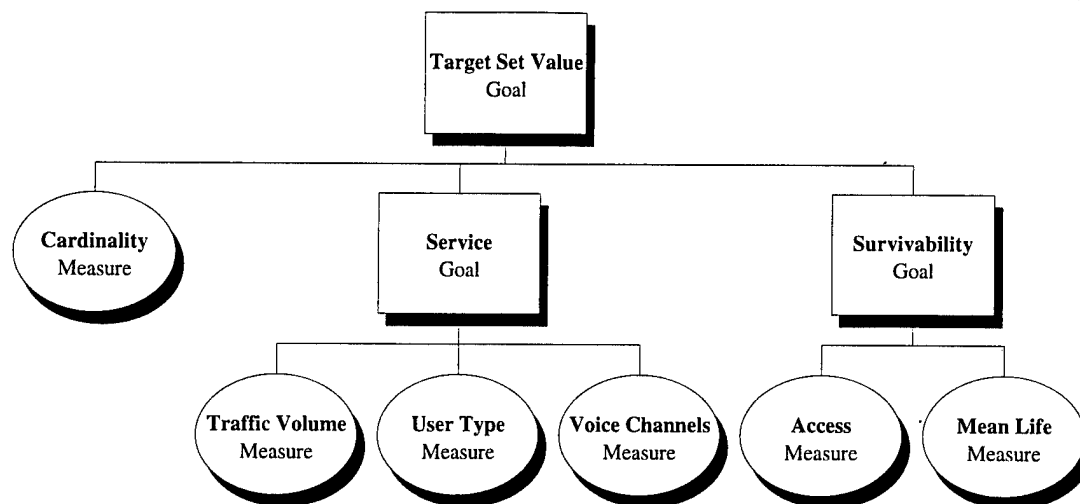 Target Set Value
Goal
Cardinality
Measure
Service
Goal
Survivability
Goal
Traffic Volume
Measure
User Type
Measure
Voice Channels
Measure
Access
Measure
Mean Life
Measure